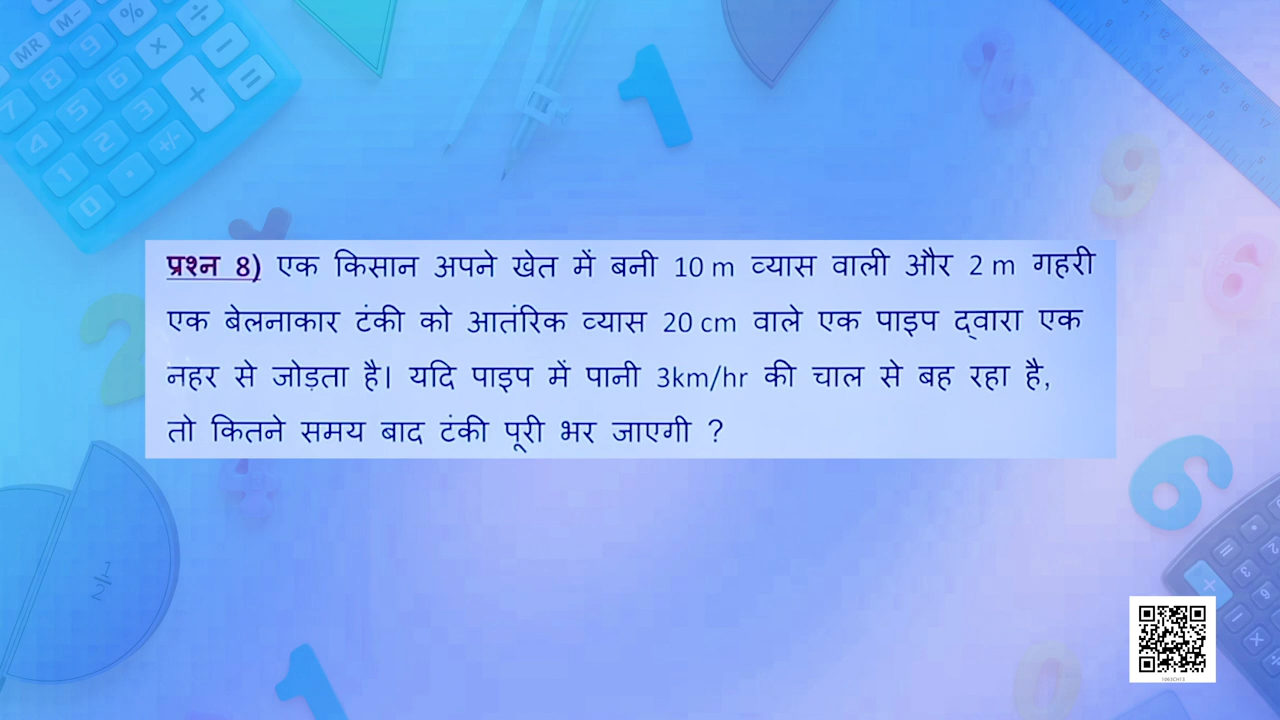 प्रश्न 8) एक किसान अपने खेत में बनी 10 m व्यास वाली और 2 m गहरी
एक बेलनाकार टंकी को आतंरिक व्यास 20 cm वाले एक पाइप द्वारा एक
नहर से जोड़ता है। यदि पाइप में पानी 3km/hr की चाल से बह रहा है,
तो कितने समय बाद टंकी पूरी भर जाएगी ?
1063CH13